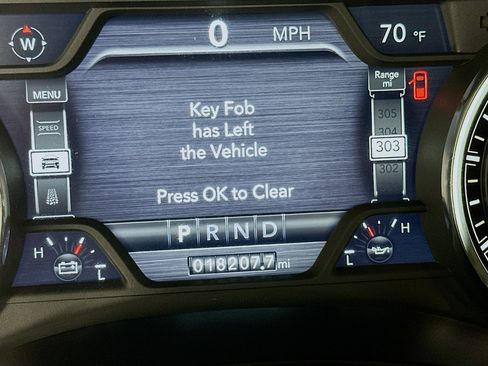 W
0 MPH
70 °F
MENU
Range
mi
SPEED
305
304
303
302
Key Fob
has Left
the Vehicle
Press OK to Clear
P R N D
H
L
018207.7 mi
H
L